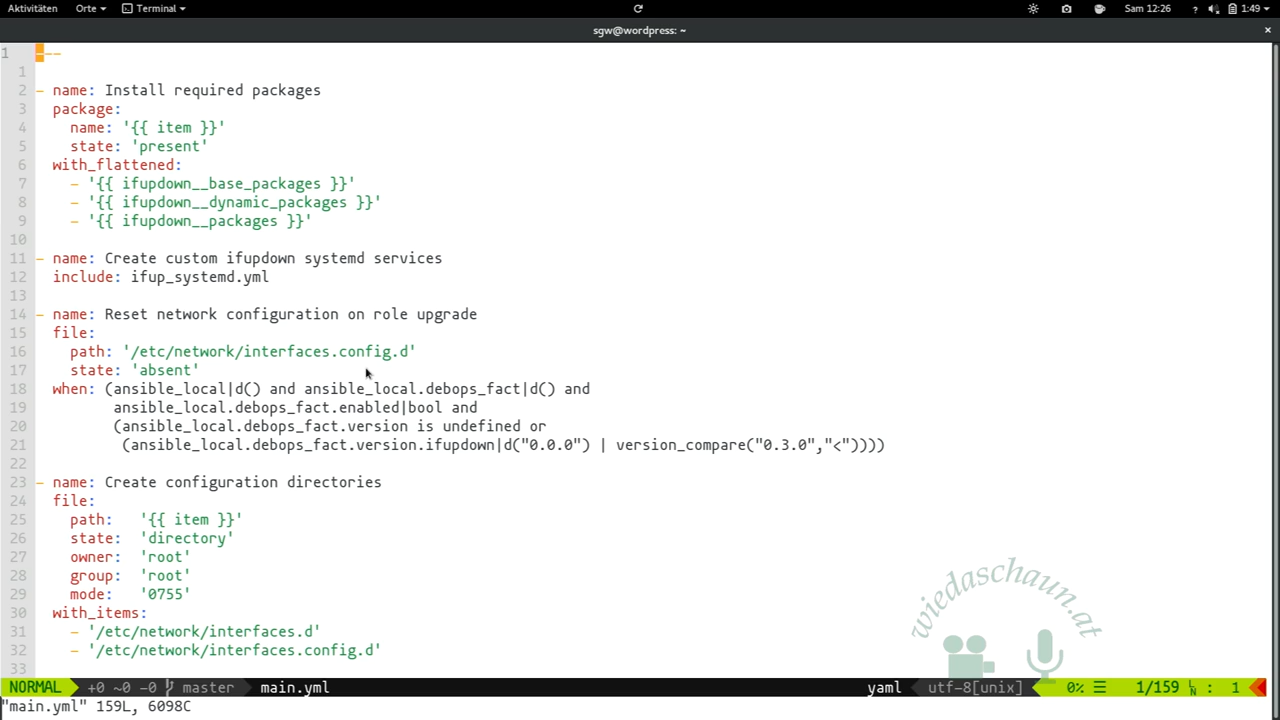 Aktivitäten Orte Terminal Sam 12:26 ? 1:49
sgw@wordpress: ~ ×
1 ---
1
2 - name: Install required packages
3   package:
4     name: '{{ item }}'
5     state: 'present'
6   with_flattened:
7     - '{{ ifupdown__base_packages }}'
8     - '{{ ifupdown__dynamic_packages }}'
9     - '{{ ifupdown__packages }}'
10
11 - name: Create custom ifupdown systemd services
12   include: ifup_systemd.yml
13
14 - name: Reset network configuration on role upgrade
15   file:
16     path: '/etc/network/interfaces.config.d'
17     state: 'absent'
18   when: (ansible_local|d() and ansible_local.debops_fact|d() and
19          ansible_local.debops_fact.enabled|bool and
20          (ansible_local.debops_fact.version is undefined or
21           (ansible_local.debops_fact.version.ifupdown|d("0.0.0") | version_compare("0.3.0","<"))))
22
23 - name: Create configuration directories
24   file:
25     path:   '{{ item }}'
26     state:  'directory'
27     owner:  'root'
28     group:  'root'
29     mode:   '0755'
30   with_items:
31     - '/etc/network/interfaces.d'
32     - '/etc/network/interfaces.config.d'
33
wiedaschaun.at
NORMAL +0 ~0 -0 master main.yml yaml utf-8[unix] 0% ☰ 1/159 LN : 1
"main.yml" 159L, 6098C